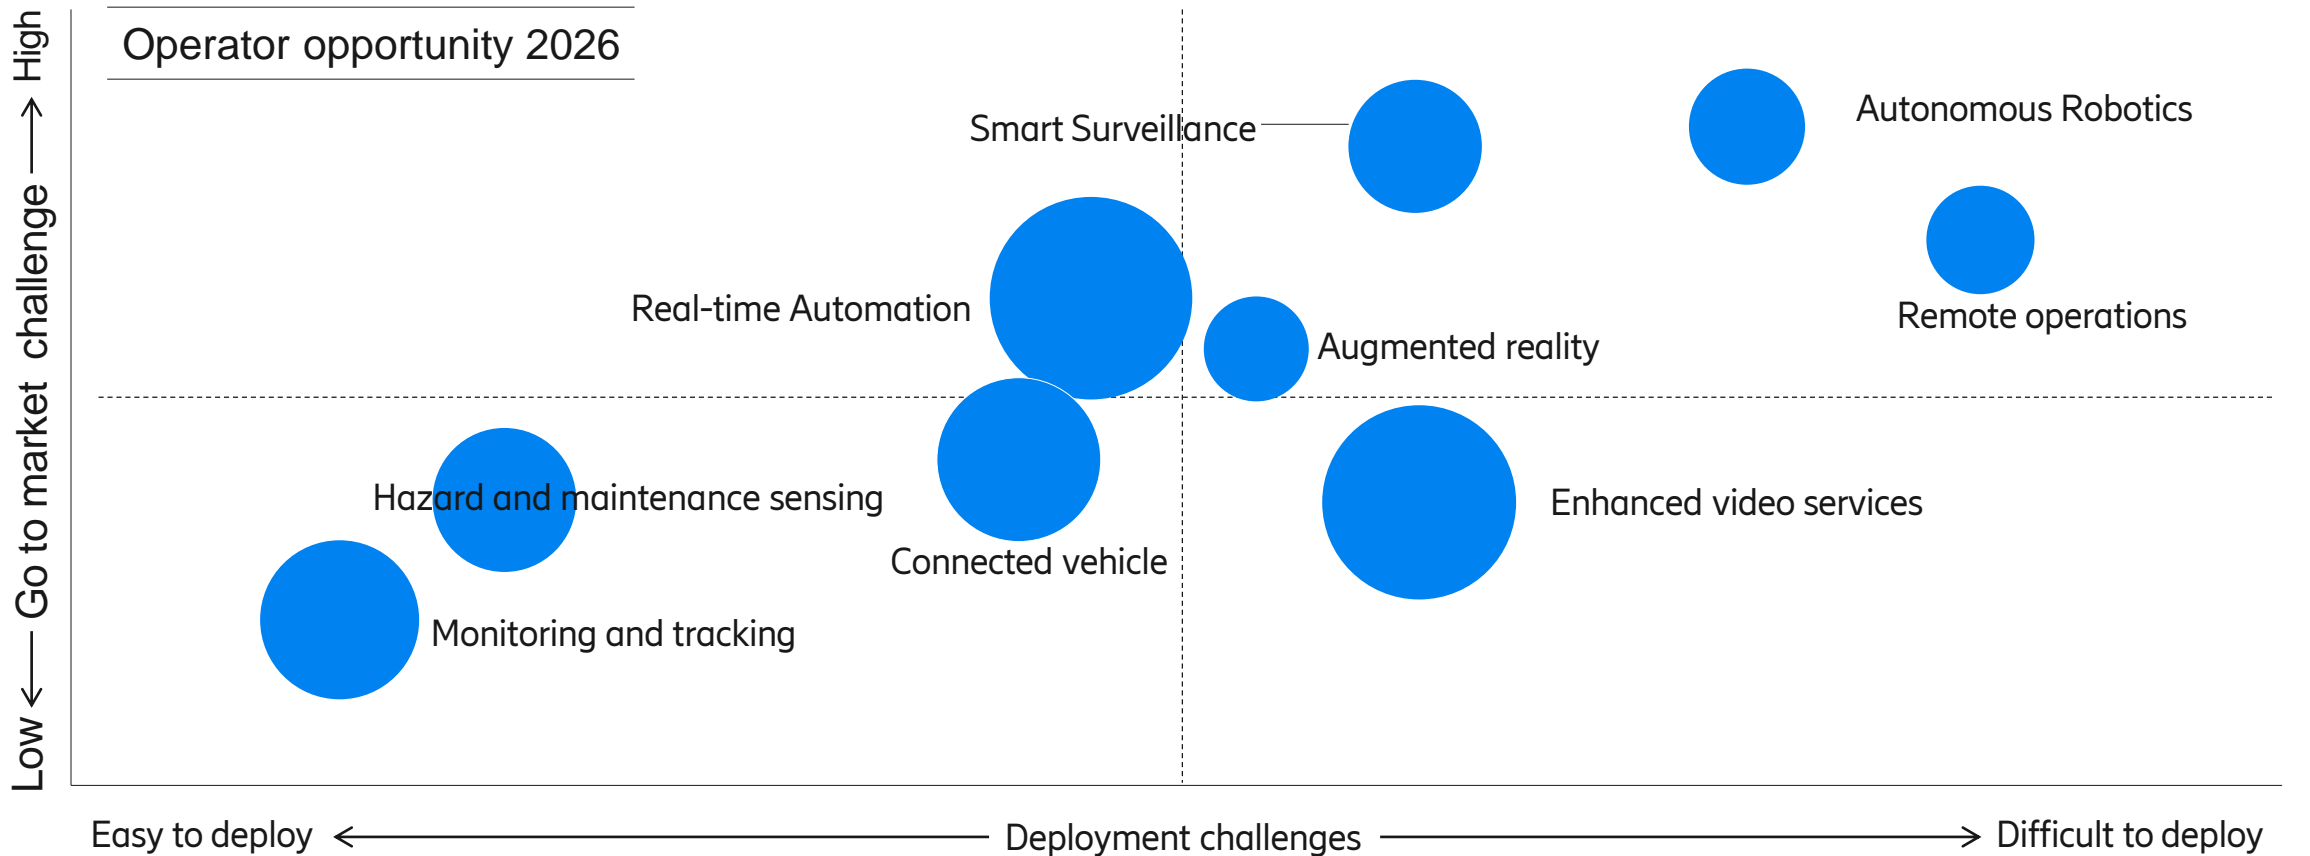 Operator opportunity 2026
High
Go to market challenge
Low
Smart Surveillance
Autonomous Robotics
Real-time Automation
Remote operations
Augmented reality
Hazard and maintenance sensing
Enhanced video services
Connected vehicle
Monitoring and tracking
Easy to deploy
Deployment challenges
Difficult to deploy